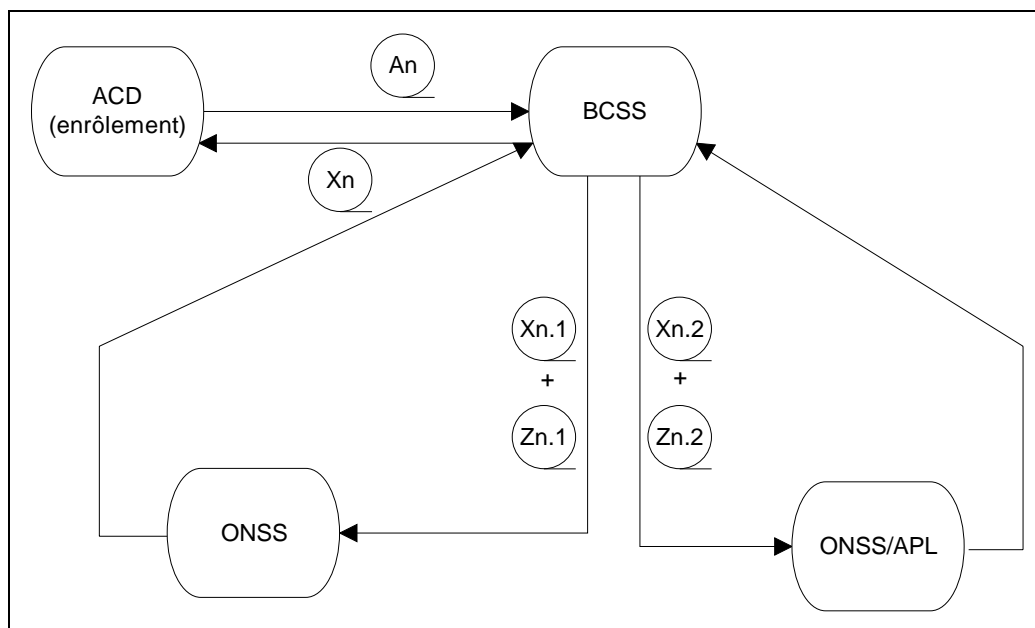 An
ACD
(enrôlement)
BCSS
Xn
Xn.1
+
Zn.1
Xn.2
+
Zn.2
ONSS
ONSS/APL